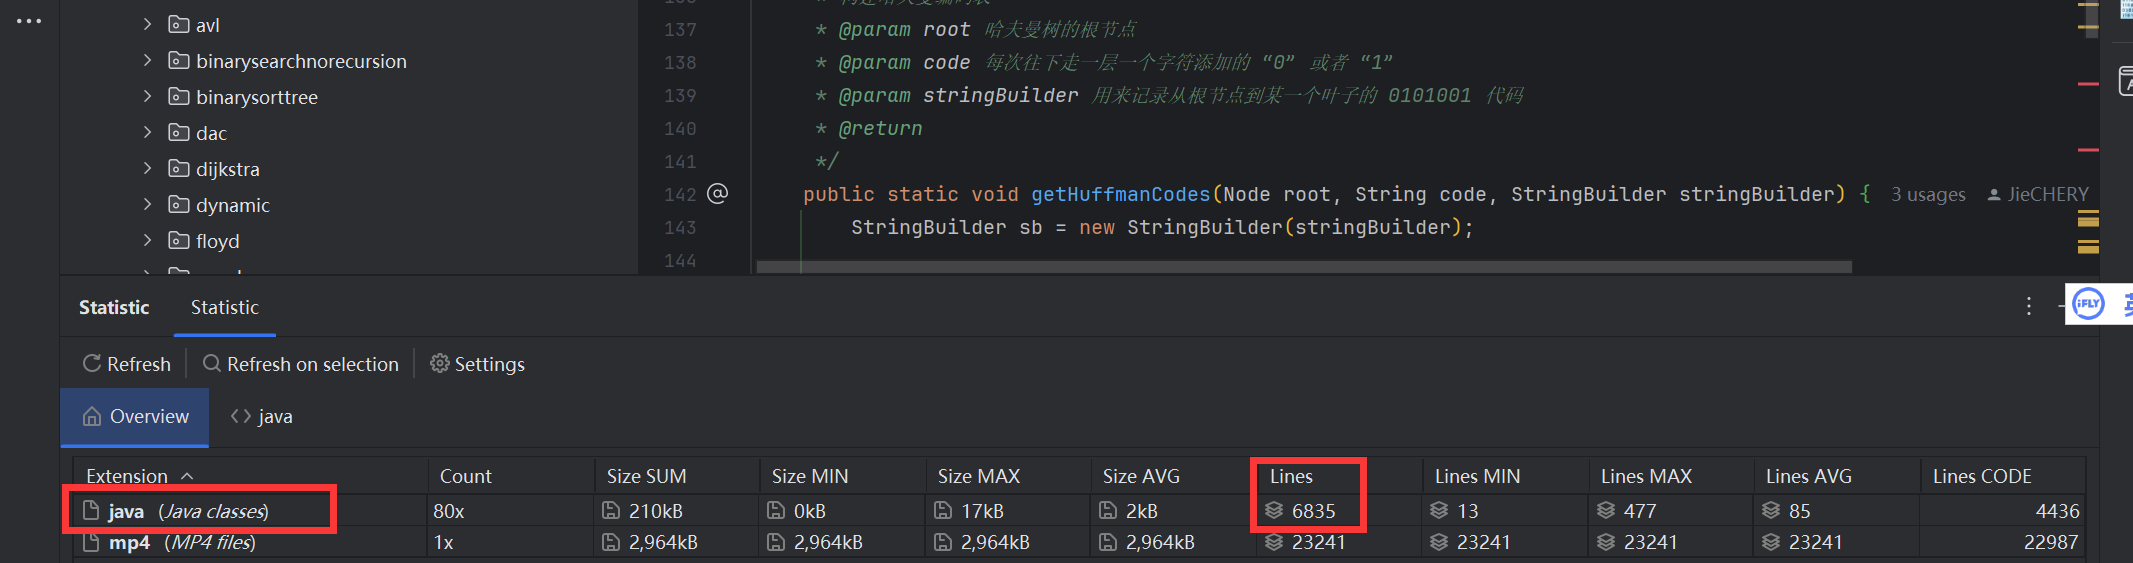 avl
binarysearchnorecursion
binarysorttree
dac
dijkstra
dynamic
floyd
137 * @param root 哈夫曼树的根节点
138 * @param code 每次往下走一层一个字符添加的 “0” 或者 “1”
139 * @param stringBuilder 用来记录从根节点到某一个叶子的 0101001 代码
140 * @return
141 */
142 public static void getHuffmanCodes(Node root, String code, StringBuilder stringBuilder) { 3 usages JieCHERY
143 StringBuilder sb = new StringBuilder(stringBuilder);
144
Statistic Statistic
iFLY 英
Refresh Refresh on selection Settings
Overview <> java
Extension Count Size SUM Size MIN Size MAX Size AVG Lines Lines MIN Lines MAX Lines AVG Lines CODE
java (Java classes) 80x 210kB 0kB 17kB 2kB 6835 13 477 85 4436
mp4 (MP4 files) 1x 2,964kB 2,964kB 2,964kB 2,964kB 23241 23241 23241 23241 22987